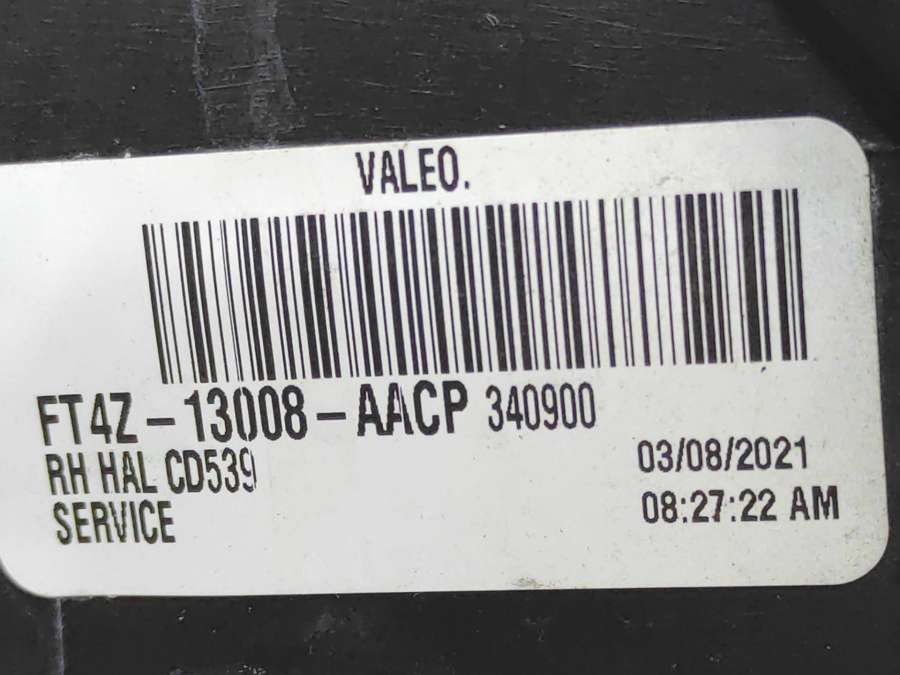 VALEO.
FT4Z-13008-AACP 340900
RH HAL CD539 03/08/2021
SERVICE 08:27:22 AM